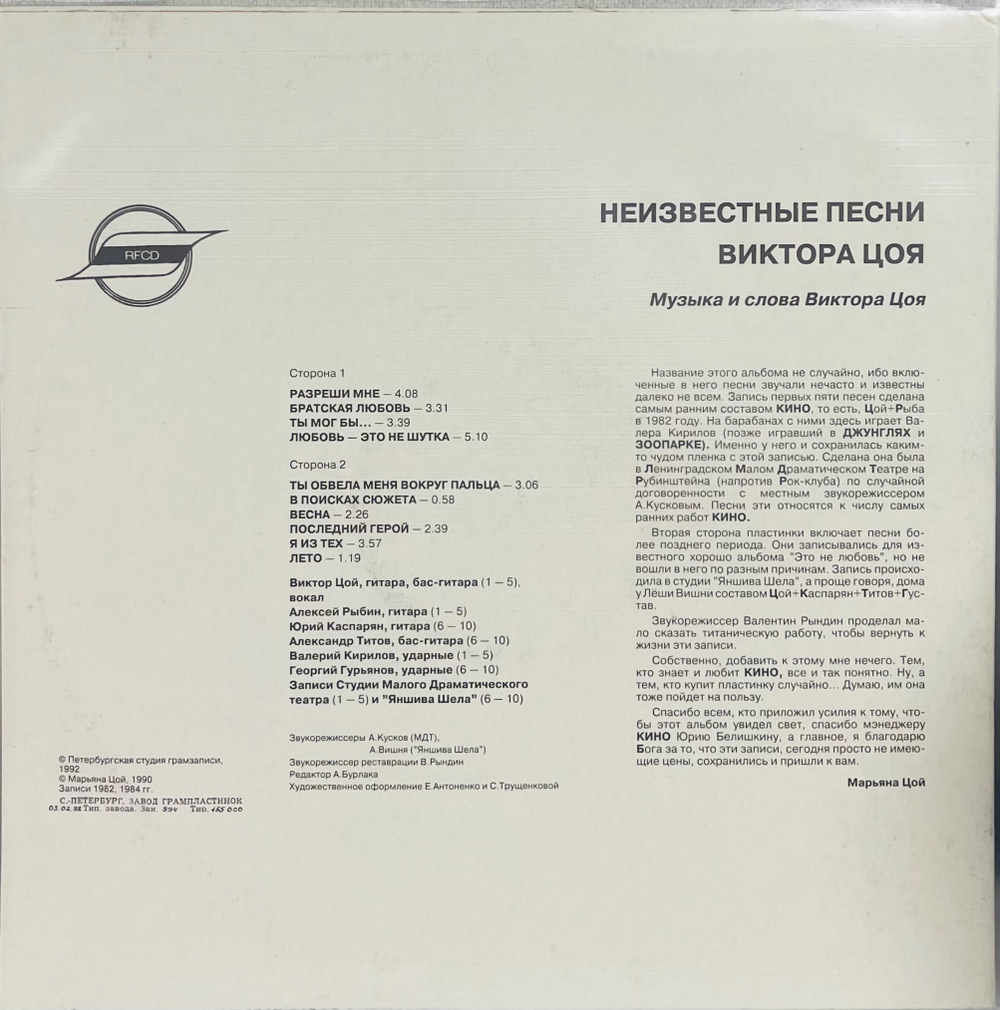 НЕИЗВЕСТНЫЕ ПЕСНИ
ВИКТОРА ЦОЯ
Музыка и слова Виктора Цоя
RFCD
Сторона 1
РАЗРЕШИ МНЕ — 4.08
БРАТСКАЯ ЛЮБОВЬ — 3.31
ТЫ МОГ БЫ... — 3.39
ЛЮБОВЬ — ЭТО НЕ ШУТКА — 5.10
Сторона 2
ТЫ ОБВЕЛА МЕНЯ ВОКРУГ ПАЛЬЦА — 3.06
В ПОИСКАХ СЮЖЕТА — 0.58
ВЕСНА — 2.26
ПОСЛЕДНИЙ ГЕРОЙ — 2.39
Я ИЗ ТЕХ — 3.57
ЛЕТО — 1.19
Виктор Цой, гитара, бас-гитара (1 — 5),
вокал
Алексей Рыбин, гитара (1 — 5)
Юрий Каспарян, гитара (6 — 10)
Александр Титов, бас-гитара (6 — 10)
Валерий Кирилов, ударные (1 — 5)
Георгий Гурьянов, ударные (6 — 10)
Записи Студии Малого Драматического
театра (1 — 5) и "Яншива Шела" (6 — 10)
Звукорежиссеры А.Кусков (МДТ),
А.Вишня ("Яншива Шела")
Звукорежиссер реставрации В.Рындин
Редактор А.Бурлака
Художественное оформление Е.Антоненко и С.Трущенковой
Название этого альбома не случайно, ибо вклю-
ченные в него песни звучали нечасто и известны
далеко не всем. Запись первых пяти песен сделана
самым ранним составом КИНО, то есть, Цой+Рыба
в 1982 году. На барабанах с ними здесь играет Ва-
лера Кирилов (позже игравший в ДЖУНГЛЯХ и
ЗООПАРКЕ). Именно у него и сохранилась каким-
то чудом пленка с этой записью. Сделана она была
в Ленинградском Малом Драматическом Театре на
Рубинштейна (напротив Рок-клуба) по случайной
договоренности с местным звукорежиссером
А.Кусковым. Песни эти относятся к числу самых
ранних работ КИНО.
Вторая сторона пластинки включает песни бо-
лее позднего периода. Они записывались для из-
вестного хорошо альбома "Это не любовь", но не
вошли в него по разным причинам. Запись происхо-
дила в студии "Яншива Шела", а проще говоря, дома
у Лёши Вишни составом Цой+Каспарян+Титов+Гус-
тав.
Звукорежиссер Валентин Рындин проделал ма-
ло сказать титаническую работу, чтобы вернуть к
жизни эти записи.
Собственно, добавить к этому мне нечего. Тем,
кто знает и любит КИНО, все и так понятно. Ну, а
тем, кто купит пластинку случайно... Думаю, им она
тоже пойдет на пользу.
Спасибо всем, кто приложил усилия к тому, что-
бы этот альбом увидел свет, спасибо мэнеджеру
КИНО Юрию Белишкину, а главное, я благодарю
Бога за то, что эти записи, сегодня просто не имею-
щие цены, сохранились и пришли к вам.
Марьяна Цой
© Петербургская студия грамзаписи,
1992
© Марьяна Цой, 1990
Записи 1982, 1984 гг.
С.-ПЕТЕРБУРГ, ЗАВОД ГРАМПЛАСТИНОК
03.02.92 Тип. завода. Зак. 594 Тир. 165 000